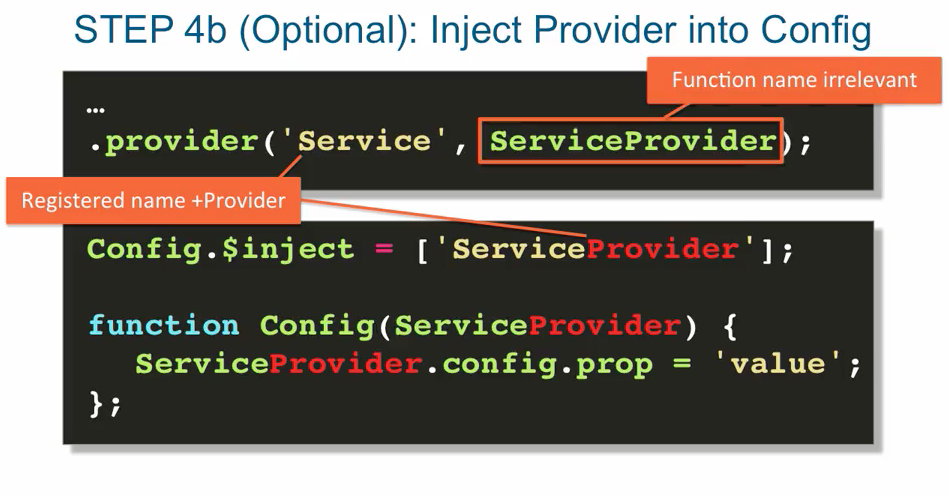 STEP 4b (Optional): Inject Provider into Config
Function name irrelevant
…
.provider('Service', ServiceProvider);
Registered name +Provider
Config.$inject = ['ServiceProvider'];
function Config(ServiceProvider) {
ServiceProvider.config.prop = 'value';
};